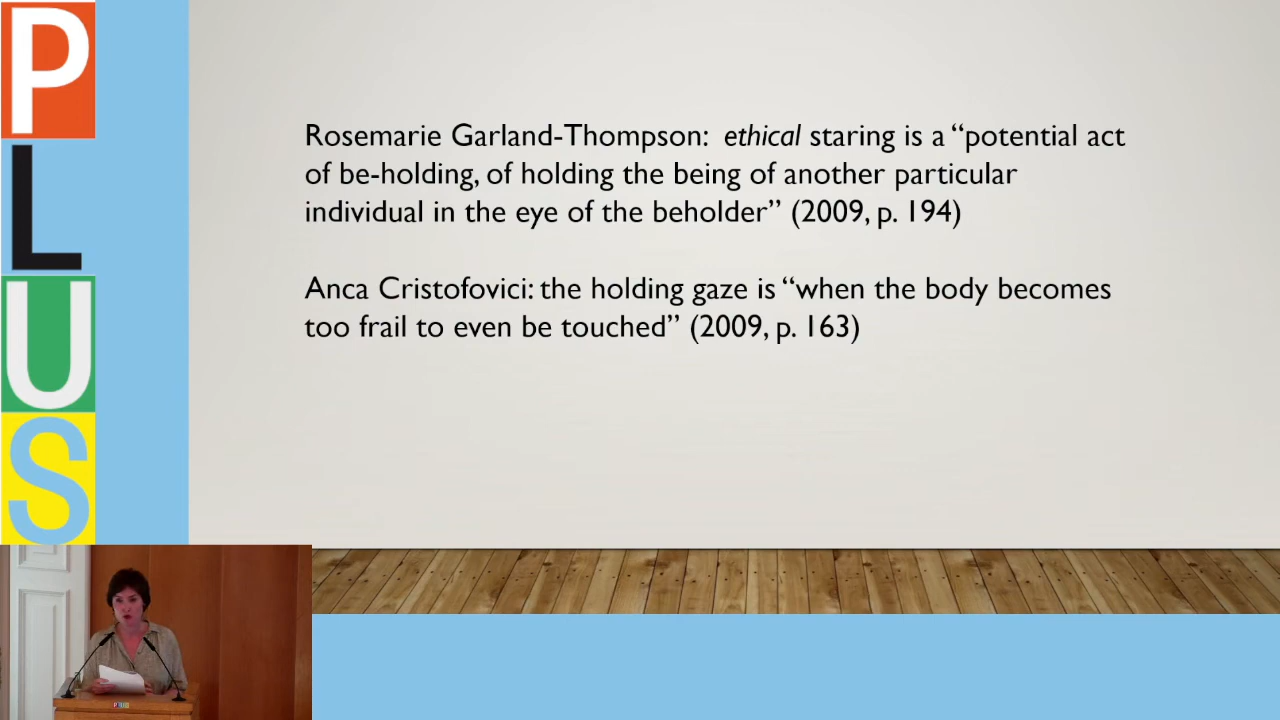 PLUS
Rosemarie Garland-Thompson: ethical staring is a “potential act
of be-holding, of holding the being of another particular
individual in the eye of the beholder” (2009, p. 194)
Anca Cristofovici: the holding gaze is “when the body becomes
too frail to even be touched” (2009, p. 163)
PLUS